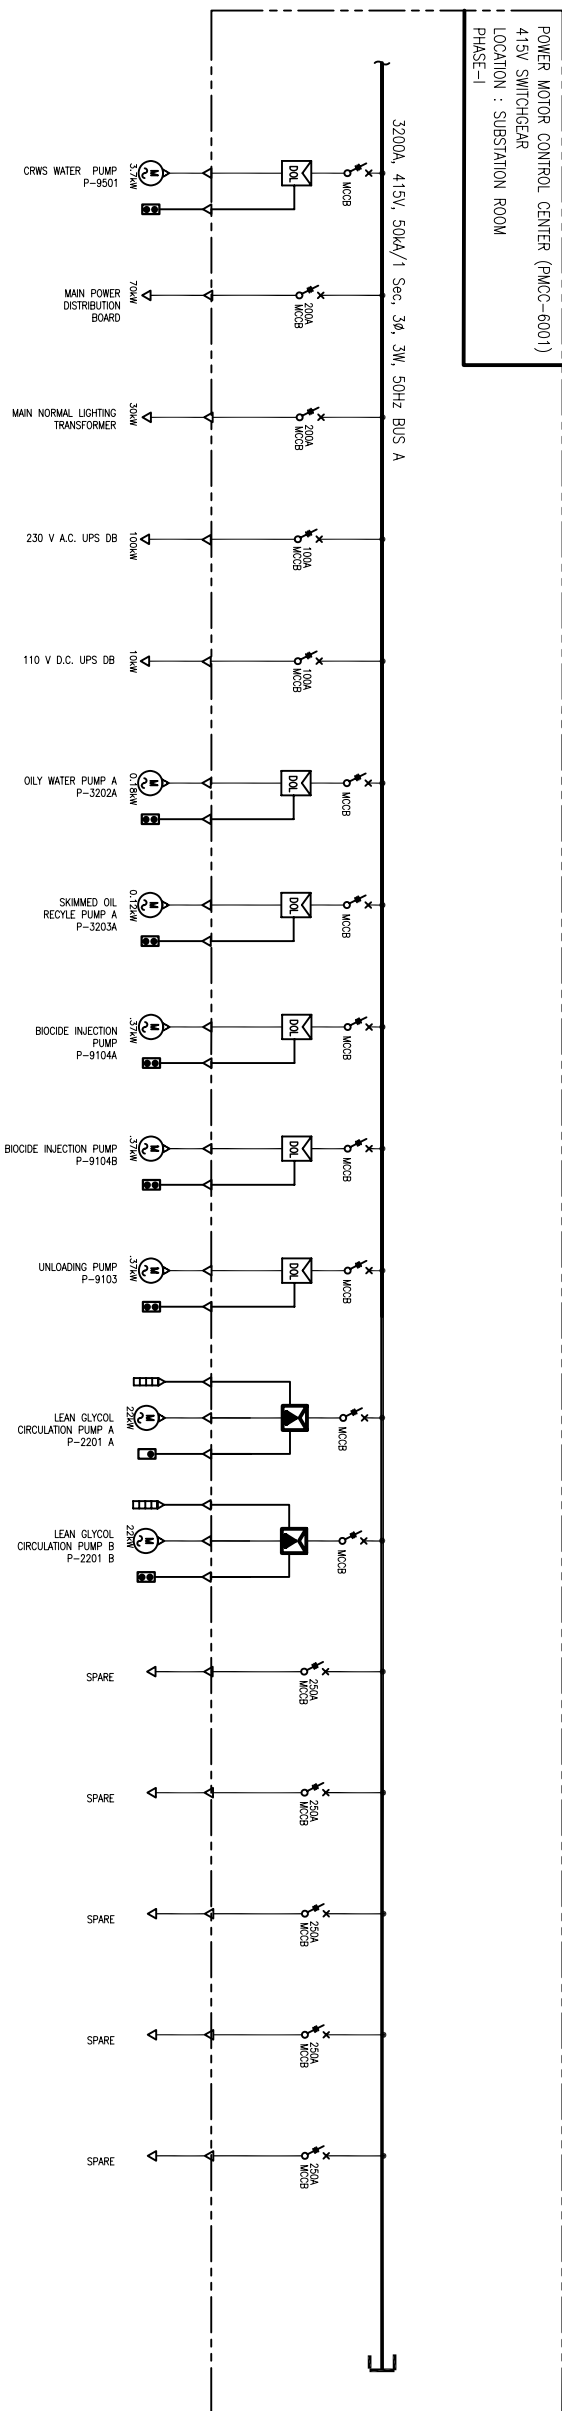 POWER MOTOR CONTROL CENTER (PMCC-6001)
415V SWITCHGEAR
LOCATION : SUBSTATION ROOM
PHASE-I
3200A, 415V, 50kA/1 Sec, 3Ø, 3W, 50Hz BUS A
CRWS WATER PUMP
P-9501
3.7kW
M
DOL
MCCB
MAIN POWER
DISTRIBUTION
BOARD
70kW
200A
MCCB
MAIN NORMAL LIGHTING
TRANSFORMER
30kW
200A
MCCB
230 V A.C. UPS DB
100kW
100A
MCCB
110 V D.C. UPS DB
10kW
100A
MCCB
OILY WATER PUMP A
P-3202A
0.18kW
M
DOL
MCCB
SKIMMED OIL
RECYLE PUMP A
P-3203A
0.12kW
M
DOL
MCCB
BIOCIDE INJECTION
PUMP
P-9104A
.37kW
M
DOL
MCCB
BIOCIDE INJECTION PUMP
P-9104B
.37kW
M
DOL
MCCB
UNLOADING PUMP
P-9103
.37kW
M
DOL
MCCB
LEAN GLYCOL
CIRCULATION PUMP A
P-2201 A
22kW
M
MCCB
LEAN GLYCOL
CIRCULATION PUMP B
P-2201 B
22kW
M
MCCB
SPARE
250A
MCCB
SPARE
250A
MCCB
SPARE
250A
MCCB
SPARE
250A
MCCB
SPARE
250A
MCCB